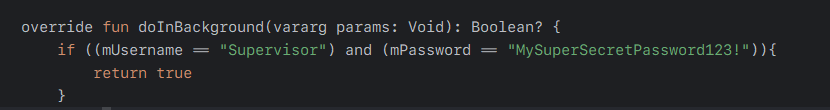 override fun doInBackground(vararg params: Void): Boolean? {
if ((mUsername == "Supervisor") and (mPassword == "MySuperSecretPassword123!")){
return true
}